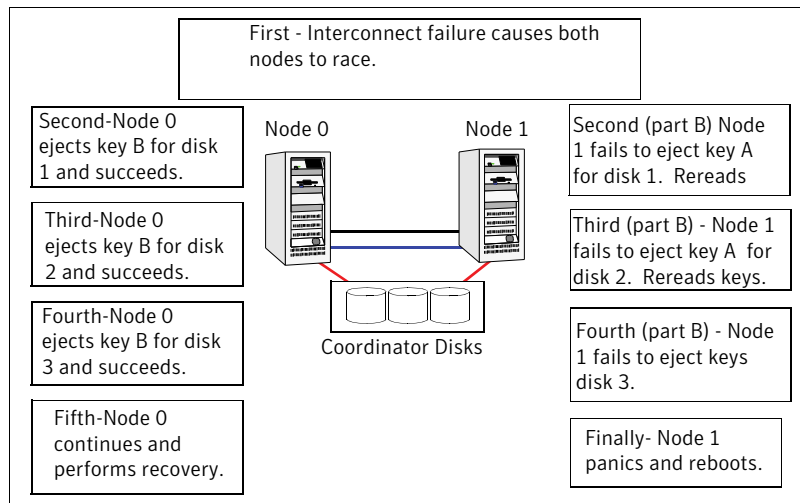 First - Interconnect failure causes both
nodes to race.
Second-Node 0
ejects key B for disk
1 and succeeds.
Node 0
Node 1
Second (part B) Node
1 fails to eject key A
for disk 1.  Rereads
Third-Node 0
ejects key B for disk
2 and succeeds.
Third (part B) - Node 1
fails to eject key A  for
disk 2.  Rereads keys.
Fourth-Node 0
ejects key B for disk
3 and succeeds.
Coordinator Disks
Fourth (part B) - Node
1 fails to eject keys
disk 3.
Fifth-Node 0
continues and
performs recovery.
Finally- Node 1
panics and reboots.